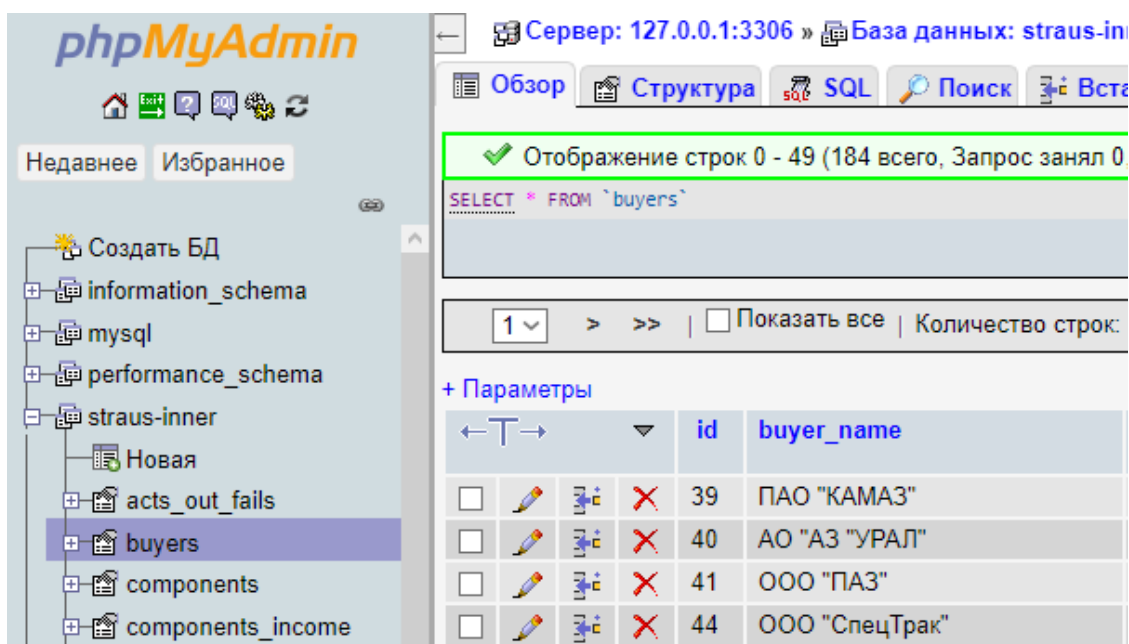 phpMyAdmin
Недавнее Избранное
Создать БД
information_schema
mysql
performance_schema
straus-inner
Новая
acts_out_fails
buyers
components
components_income
Сервер: 127.0.0.1:3306 » База данных: straus-in
Обзор Структура SQL Поиск Вста
Отображение строк 0 - 49 (184 всего, Запрос занял 0,
SELECT * FROM `buyers`
1 > >> | Показать все | Количество строк:
+ Параметры
←T→ id buyer_name
39 ПАО "КАМАЗ"
40 АО "АЗ "УРАЛ"
41 ООО "ПАЗ"
44 ООО "СпецТрак"